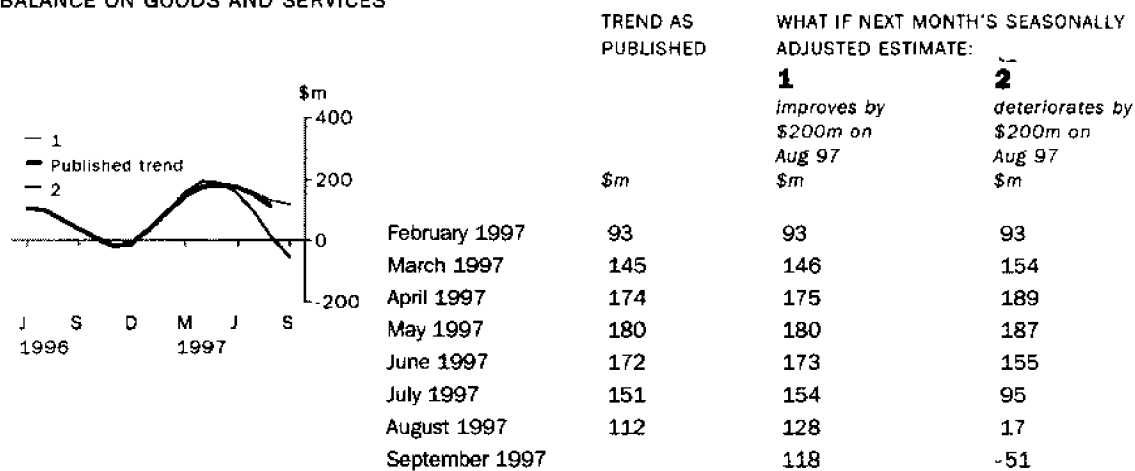 BALANCE ON GOODS AND SERVICES
TREND AS PUBLISHED
WHAT IF NEXT MONTH'S SEASONALLY ADJUSTED ESTIMATE:
1
improves by
$200m on
Aug 97
2
deteriorates by
$200m on
Aug 97
$m $m $m
$m
400
200
0
-200
1
Published trend
2
J S D M J S
1996 1997
February 1997 93 93 93
March 1997 145 146 154
April 1997 174 175 189
May 1997 180 180 187
June 1997 172 173 155
July 1997 151 154 95
August 1997 112 128 17
September 1997 118 -51